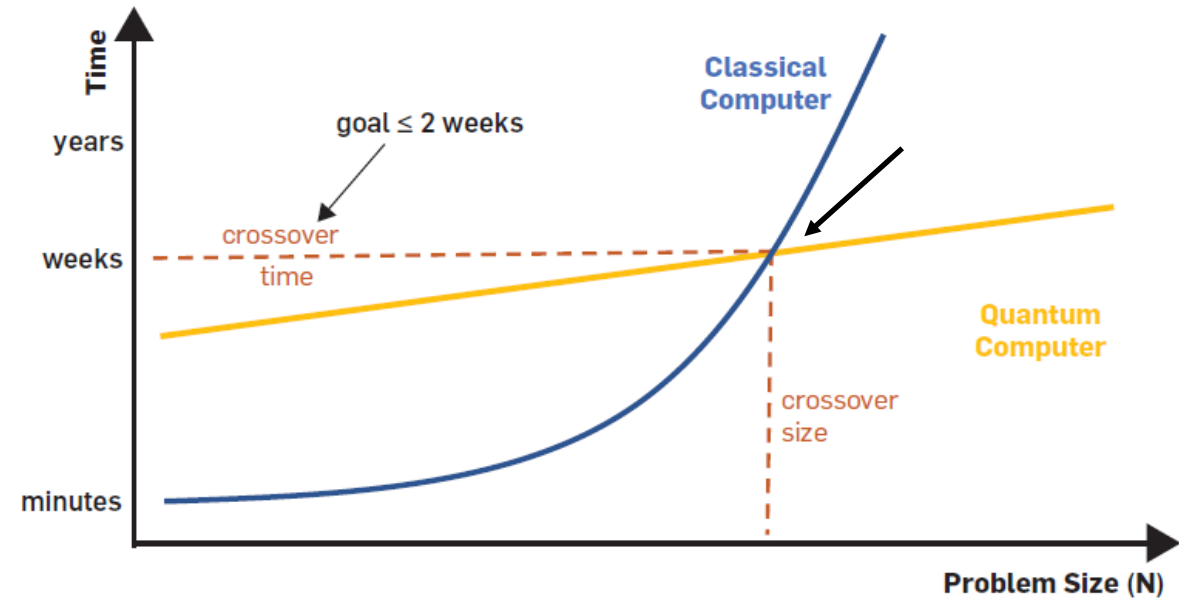 Time
years
weeks
minutes
goal ≤ 2 weeks
crossover
time
Classical
Computer
Quantum
Computer
crossover
size
Problem Size (N)